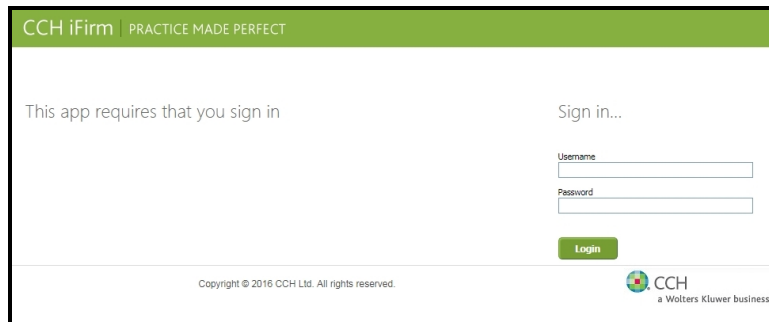 CCH iFirm | PRACTICE MADE PERFECT
This app requires that you sign in
Sign in...
Username
Password
Login
Copyright © 2016 CCH Ltd. All rights reserved.
CCH
a Wolters Kluwer business